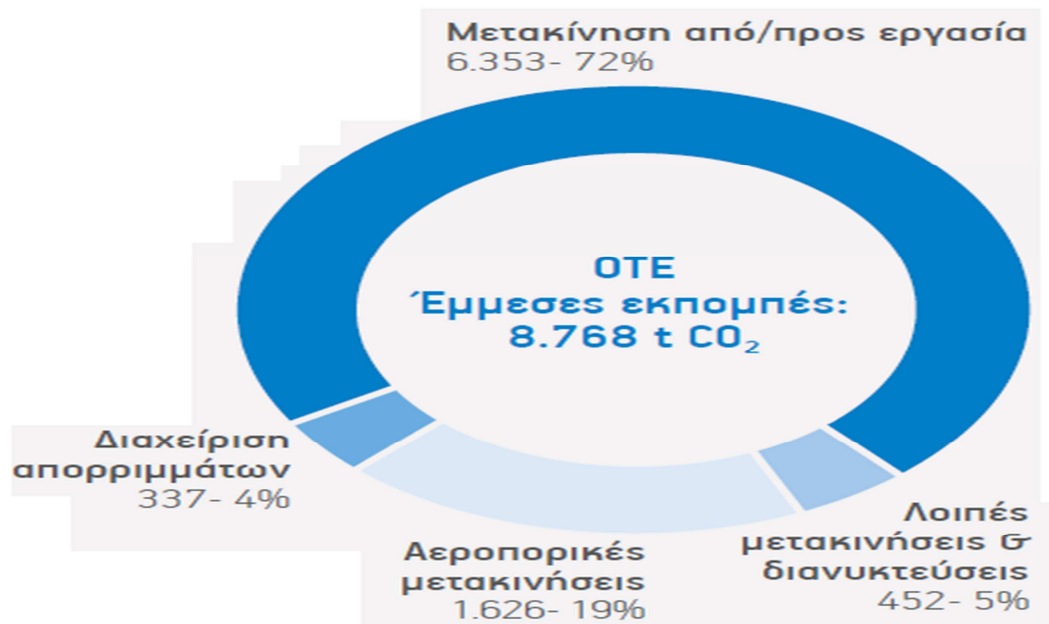 Μετακίνηση από/προς εργασία
6.353- 72%
ΟΤΕ
Έμμεσες εκπομπές:
8.768 t CO₂
Διαχείριση
απορριμμάτων
337- 4%
Αεροπορικές
μετακινήσεις
1.626- 19%
Λοιπές
μετακινήσεις &
διανυκτεύσεις
452- 5%